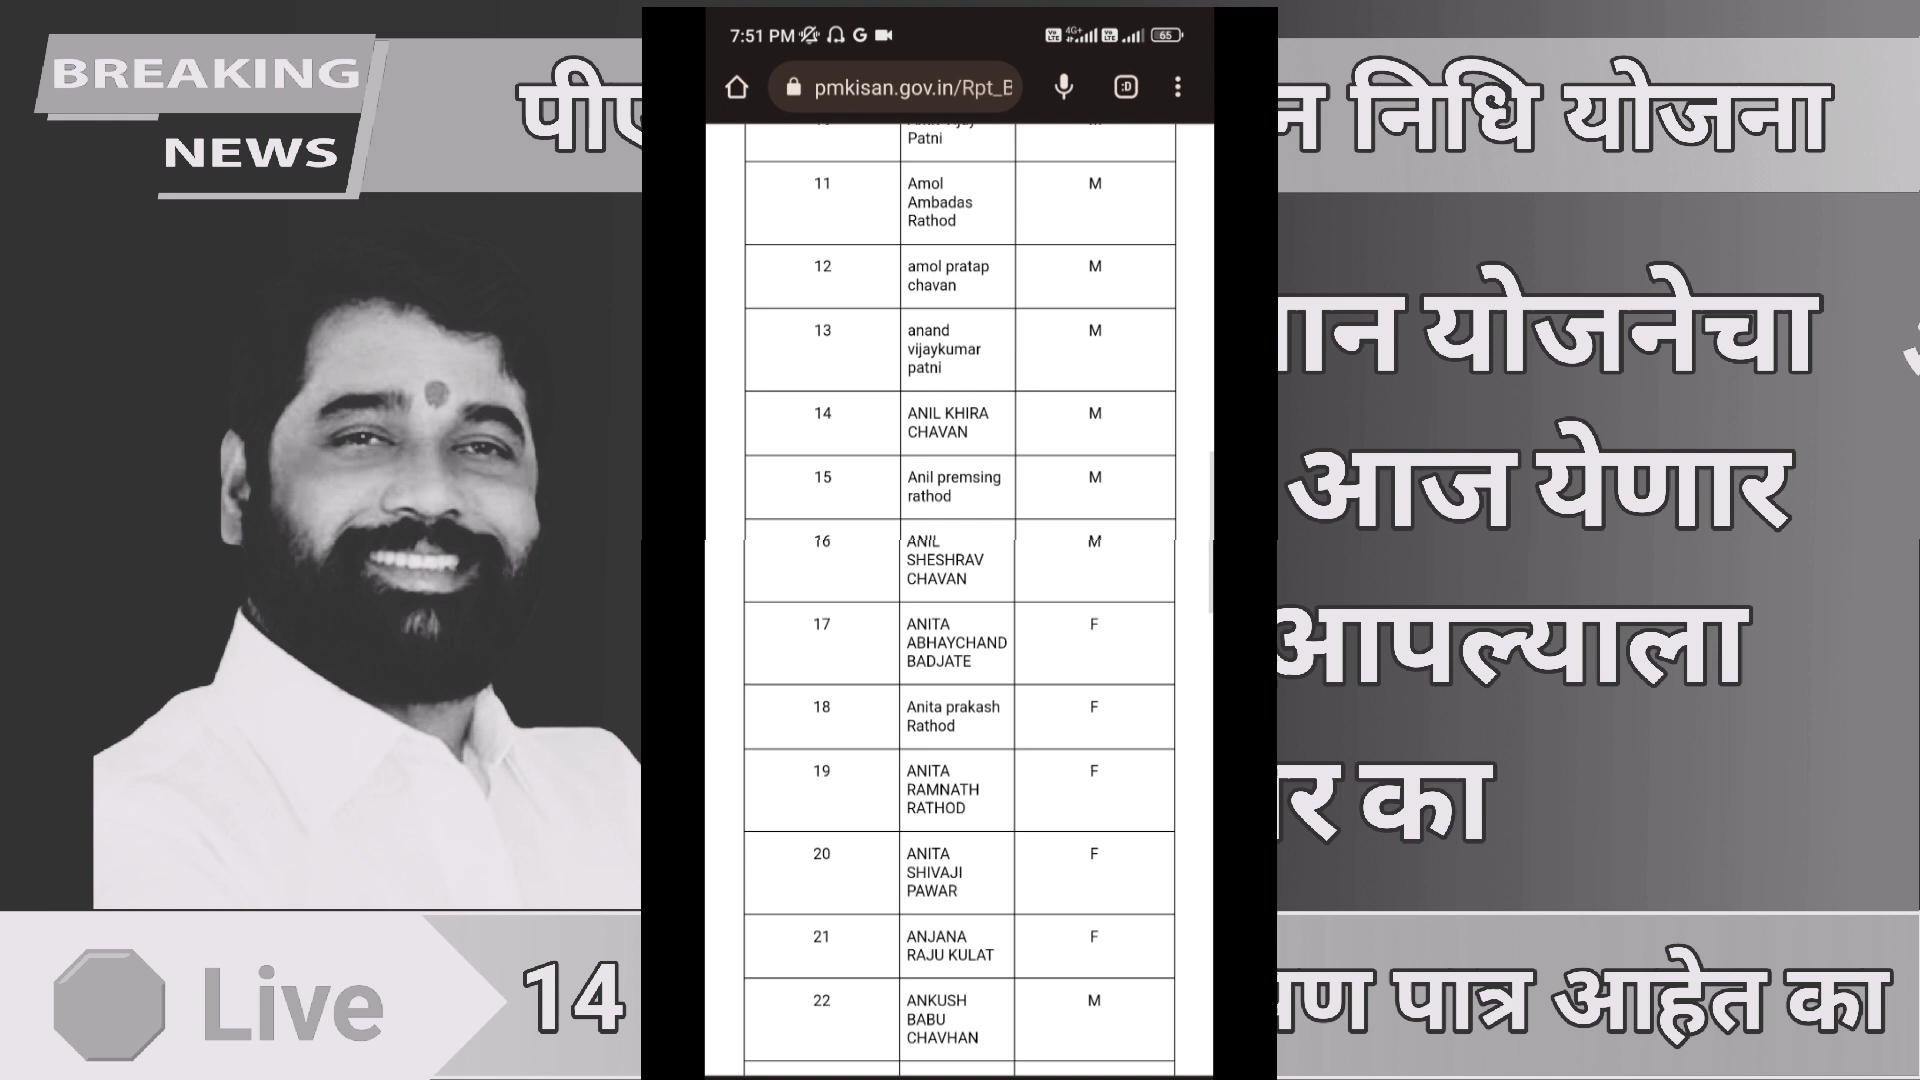 BREAKING
NEWS
न निधि योजना
योजनेचा
आज येणार
आपल्याला
का
Live
14
पात्र आहेत का
7:51 PM
4G+
65
pmkisan.gov.in/Rpt_B
Patni
11 Amol Ambadas Rathod M
12 amol pratap chavan M
13 anand vijaykumar patni M
14 ANIL KHIRA CHAVAN M
15 Anil premsing rathod M
16 ANIL SHESHRAV CHAVAN M
17 ANITA ABHAYCHAND BADJATE F
18 Anita prakash Rathod F
19 ANITA RAMNATH RATHOD F
20 ANITA SHIVAJI PAWAR F
21 ANJANA RAJU KULAT F
22 ANKUSH BABU CHAVHAN M